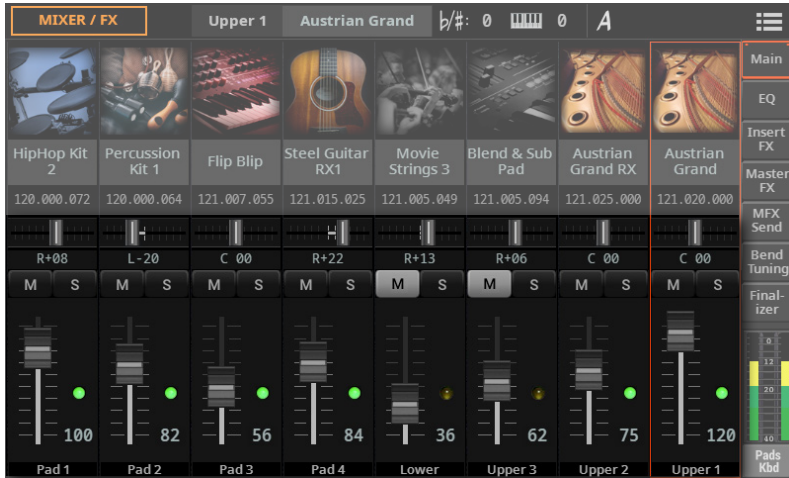 MIXER / FX Upper 1 Austrian Grand ♭/♯: 0 0 A
Main
EQ
Insert
FX
Master
FX
MFX
Send
Bend
Tuning
Final-
izer
HipHop Kit Percussion Flip Blip Steel Guitar Movie Blend & Sub Austrian Austrian
2 Kit 1 RX1 Strings 3 Pad Grand RX Grand
120.000.072 120.000.064 121.007.055 121.015.025 121.005.049 121.005.094 121.025.000 121.020.000
R+08 L-20 C 00 R+22 R+13 R+06 C 00 C 00
M S M S M S M S M S M S M S M S
0
12
20
40
100 82 56 84 36 62 75 120
Pad 1 Pad 2 Pad 3 Pad 4 Lower Upper 3 Upper 2 Upper 1
Pads
Kbd